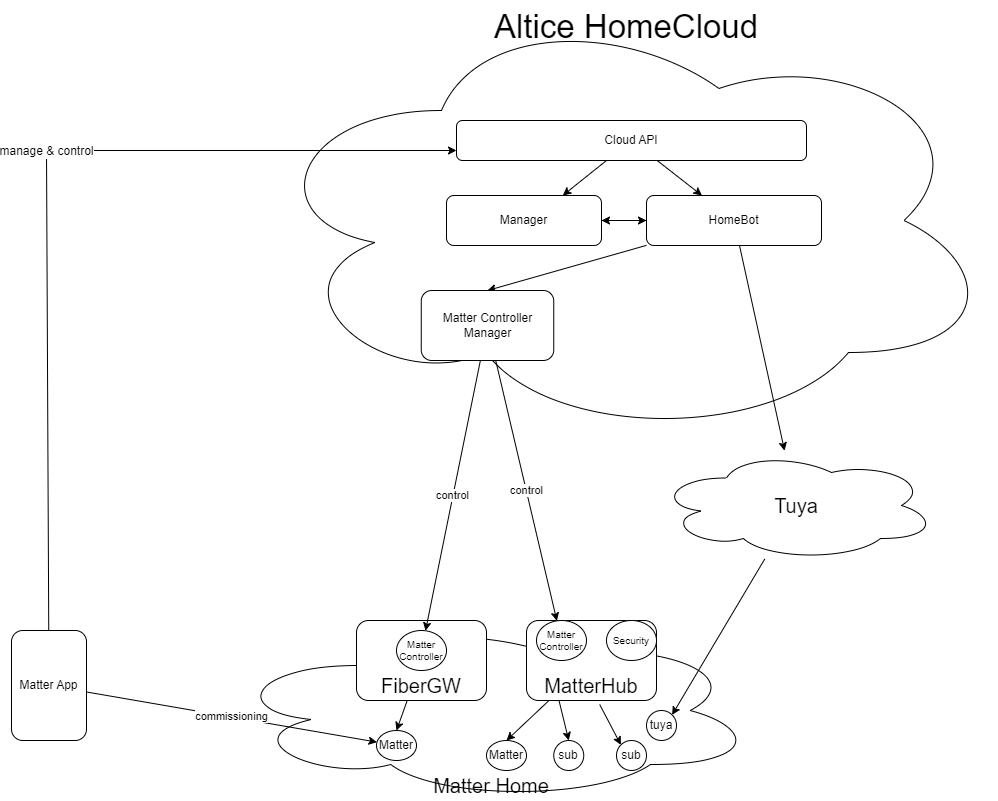 Altice HomeCloud
Cloud API
manage & control
Manager
HomeBot
Matter Controller
Manager
control
control
Tuya
Matter
Controller
Matter
Controller
Security
Matter App
FiberGW
MatterHub
commissioning
tuya
Matter
Matter
sub
sub
Matter Home